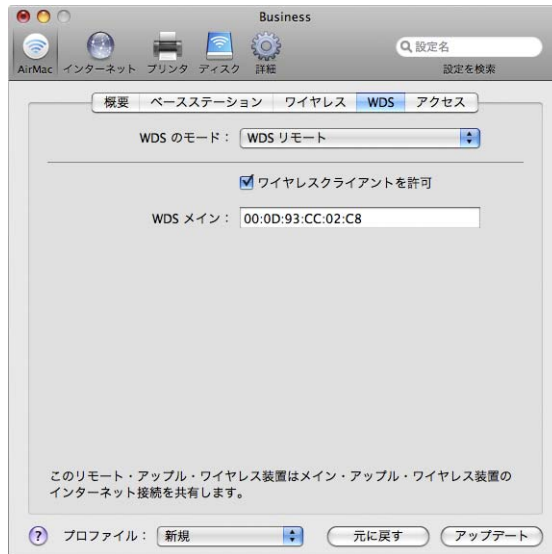 Business
設定名
AirMac インターネット プリンタ ディスク 詳細 設定を検索
概要 ベースステーション ワイヤレス WDS アクセス
WDS のモード： WDS リモート
ワイヤレスクライアントを許可
WDS メイン： 00:0D:93:CC:02:C8
このリモート・アップル・ワイヤレス装置はメイン・アップル・ワイヤレス装置の
インターネット接続を共有します。
? プロファイル： 新規 元に戻す アップデート